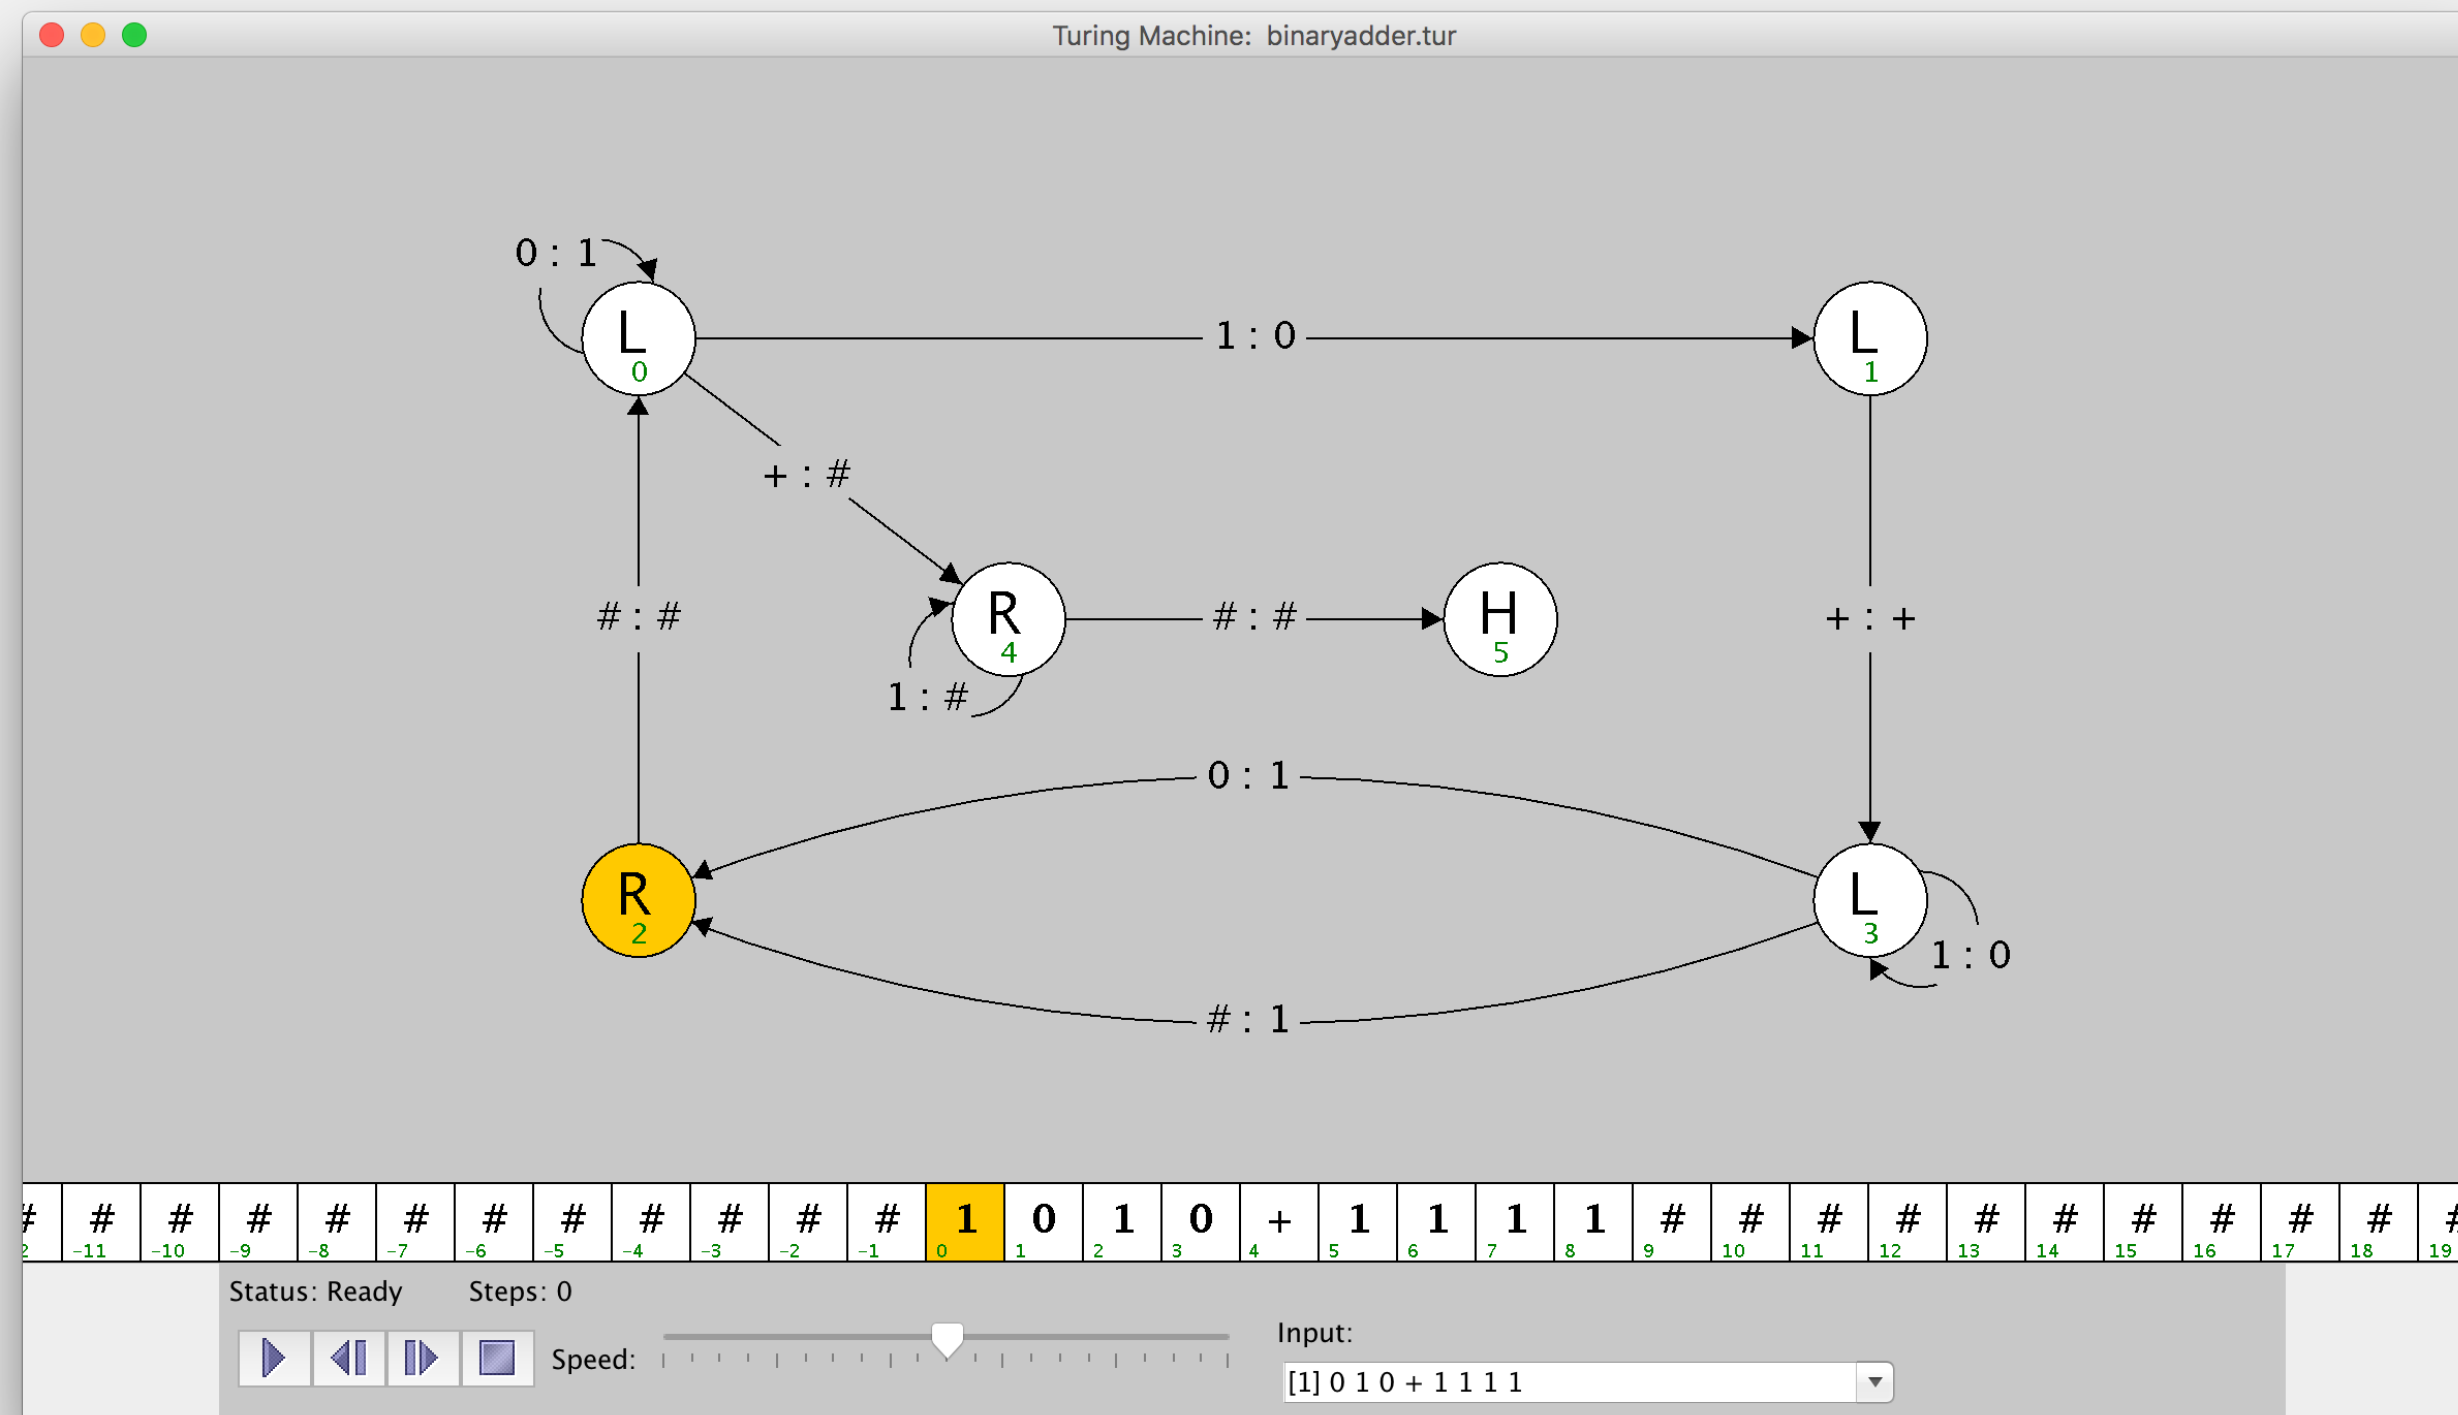 Turing Machine: binaryadder.tur
0 : 1
L
0
1 : 0
L
1
+ : #
# : #
R
4
# : #
H
5
+ : +
1 : #
0 : 1
R
2
L
3
1 : 0
# : 1
# # # # # # # # # # # # 1 0 1 0 + 1 1 1 1 # # # # # # # # # # #
2 -11 -10 -9 -8 -7 -6 -5 -4 -3 -2 -1 0 1 2 3 4 5 6 7 8 9 10 11 12 13 14 15 16 17 18 19
Status: Ready Steps: 0
Speed:
Input:
[1] 0 1 0 + 1 1 1 1